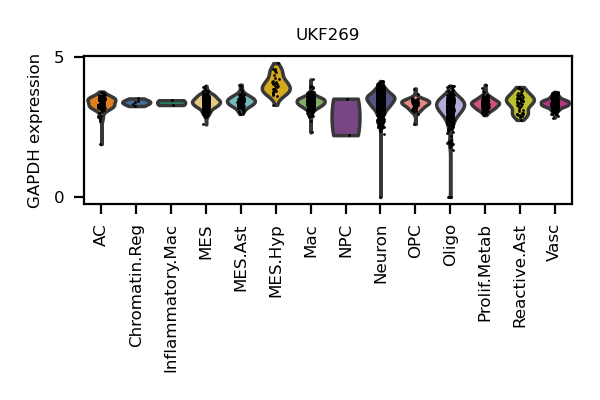 UKF269
GAPDH expression
5
0
AC
Chromatin.Reg
Inflammatory.Mac
MES
MES.Ast
MES.Hyp
Mac
NPC
Neuron
OPC
Oligo
Prolif.Metab
Reactive.Ast
Vasc